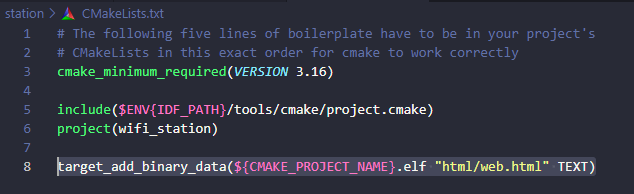 station > CMakeLists.txt
1 # The following five lines of boilerplate have to be in your project's
2 # CMakeLists in this exact order for cmake to work correctly
3 cmake_minimum_required(VERSION 3.16)
4
5 include($ENV{IDF_PATH}/tools/cmake/project.cmake)
6 project(wifi_station)
7
8 target_add_binary_data(${CMAKE_PROJECT_NAME}.elf "html/web.html" TEXT)